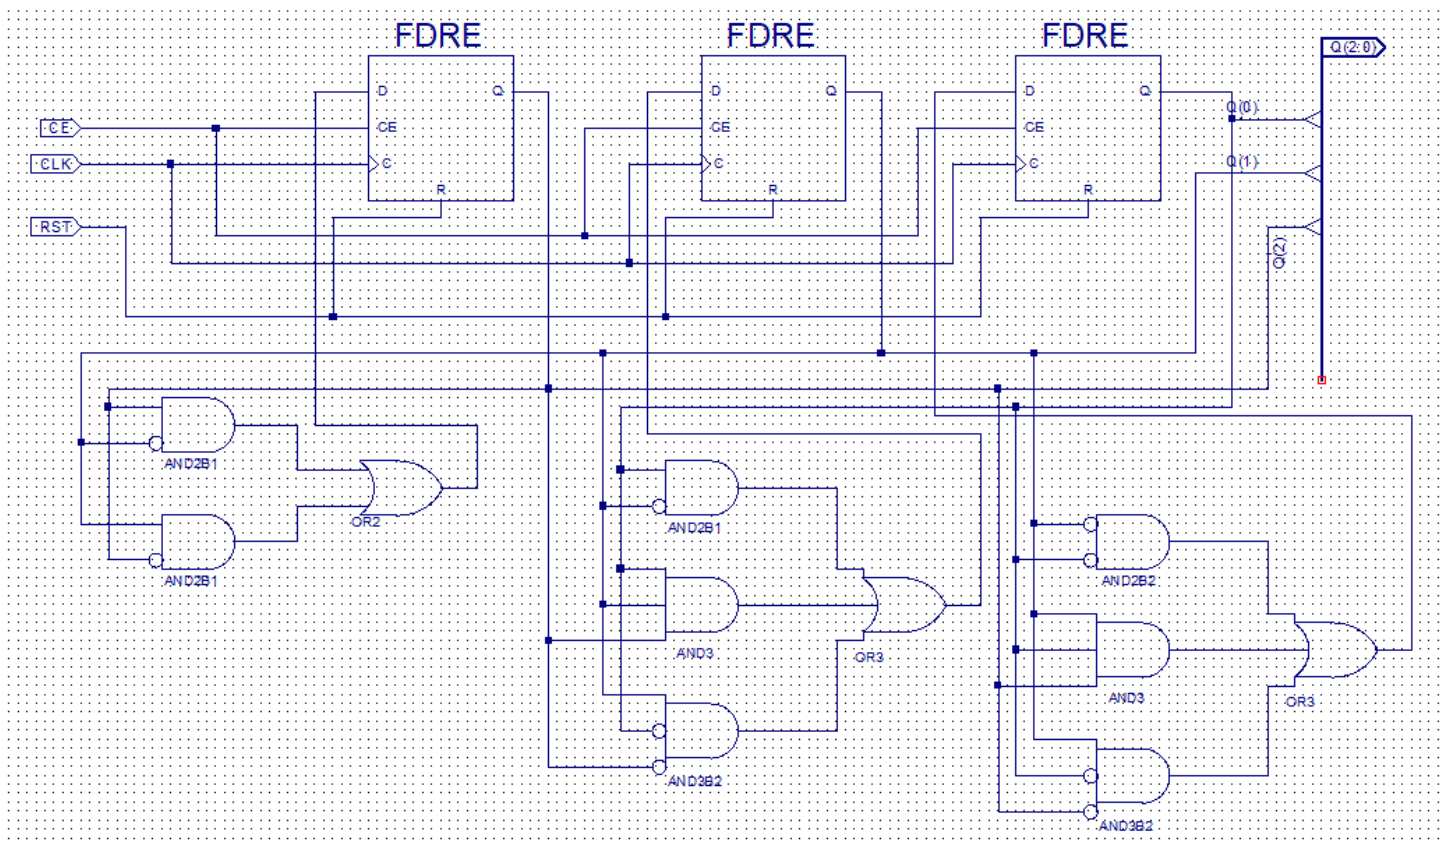 FDRE
FDRE
FDRE
Q(2:0)
D
Q
D
Q
D
Q
Q(0)
CE
CE
CE
CE
CLK
C
C
C
Q(1)
R
R
R
RST
Q(2)
AND2B1
OR2
AND2B1
AND2B1
AND2B2
AND3
OR3
AND3
OR3
AND3B2
AND3B2